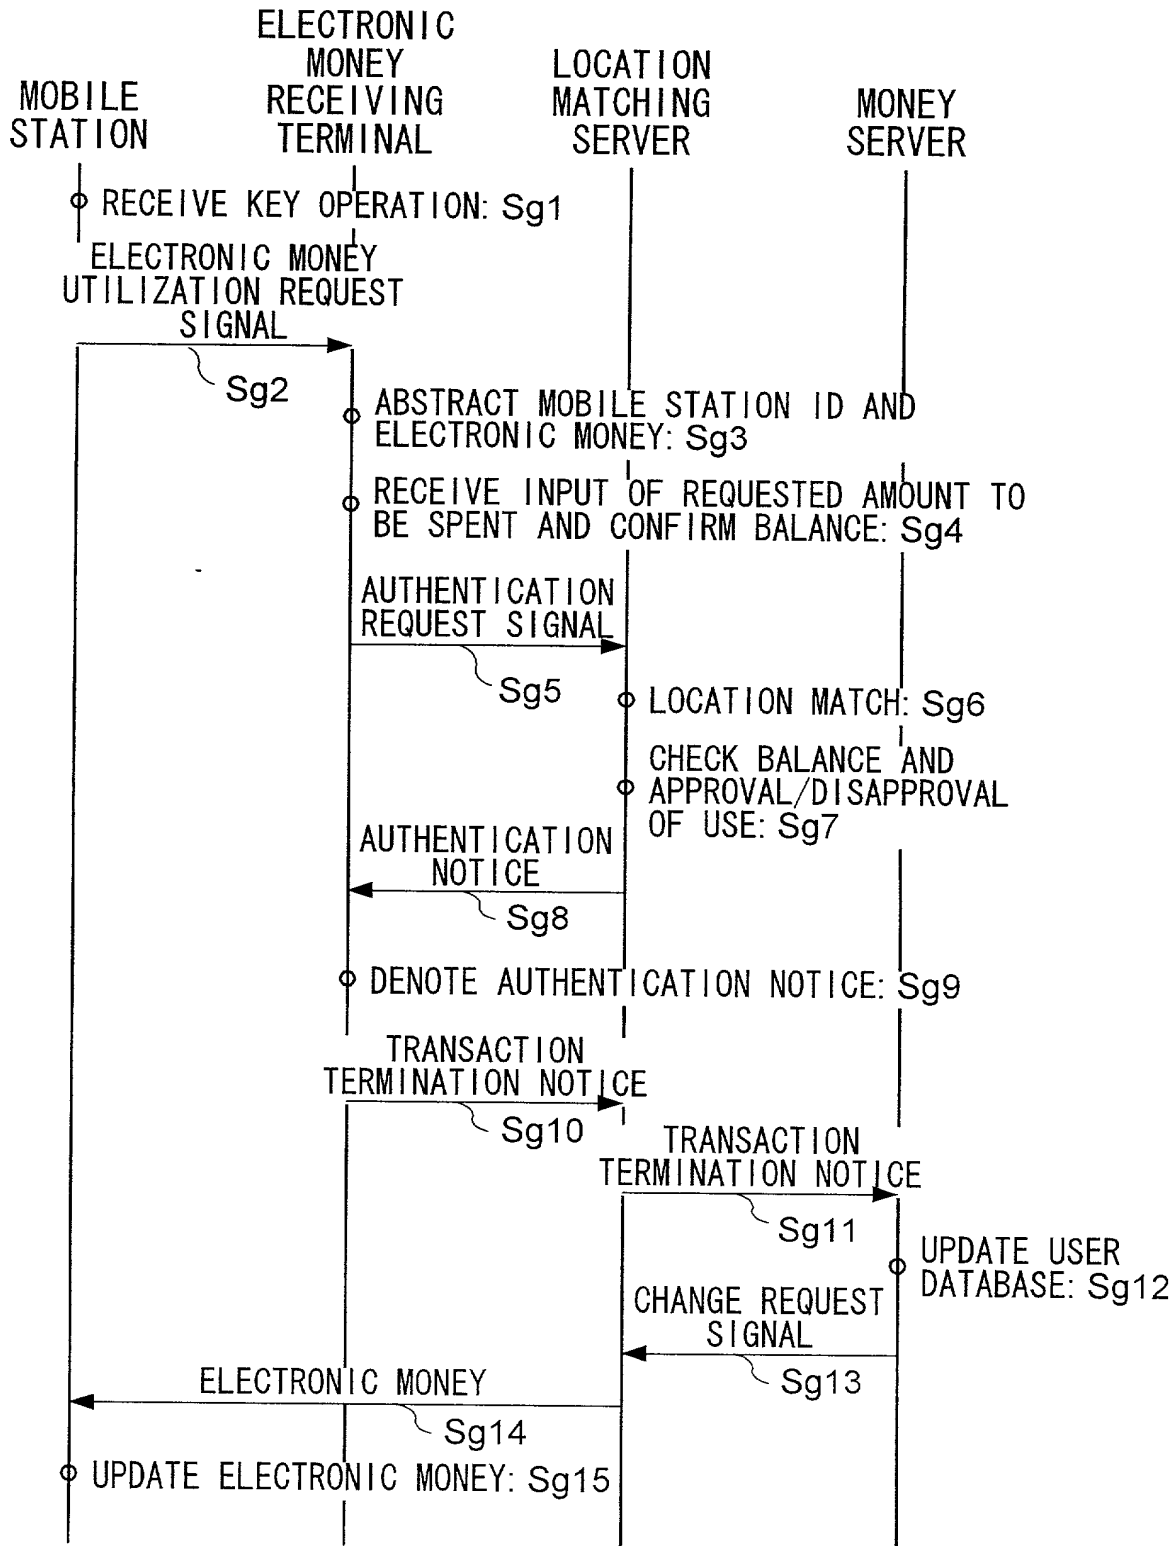 MOBILE
STATION
ELECTRONIC
MONEY
RECEIVING
TERMINAL
LOCATION
MATCHING
SERVER
MONEY
SERVER
RECEIVE KEY OPERATION: Sg1
ELECTRONIC MONEY
UTILIZATION REQUEST
SIGNAL
Sg2
ABSTRACT MOBILE STATION ID AND
ELECTRONIC MONEY: Sg3
RECEIVE INPUT OF REQUESTED AMOUNT TO
BE SPENT AND CONFIRM BALANCE: Sg4
AUTHENTICATION
REQUEST SIGNAL
Sg5
LOCATION MATCH: Sg6
CHECK BALANCE AND
APPROVAL/DISAPPROVAL
OF USE: Sg7
AUTHENTICATION
NOTICE
Sg8
DENOTE AUTHENTICATION NOTICE: Sg9
TRANSACTION
TERMINATION NOTICE
Sg10
TRANSACTION
TERMINATION NOTICE
Sg11
UPDATE USER
DATABASE: Sg12
CHANGE REQUEST
SIGNAL
Sg13
ELECTRONIC MONEY
Sg14
UPDATE ELECTRONIC MONEY: Sg15